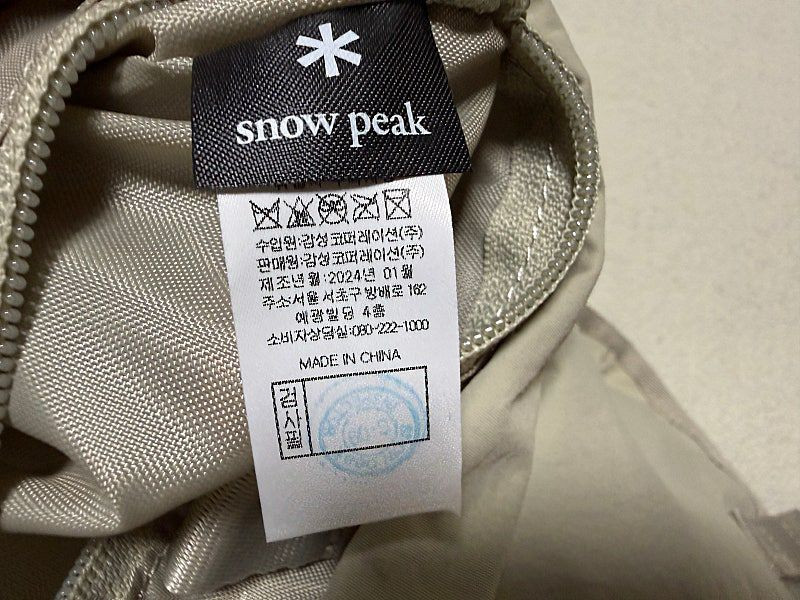 snow peak
수입원:감성코퍼레이션(주)
판매원:감성코퍼레이션(주)
제조년월:2024년 01월
주소서울 서초구 방배로 162
예광빌딩 4층
소비자상담실:080-222-1000
MADE IN CHINA
검사필